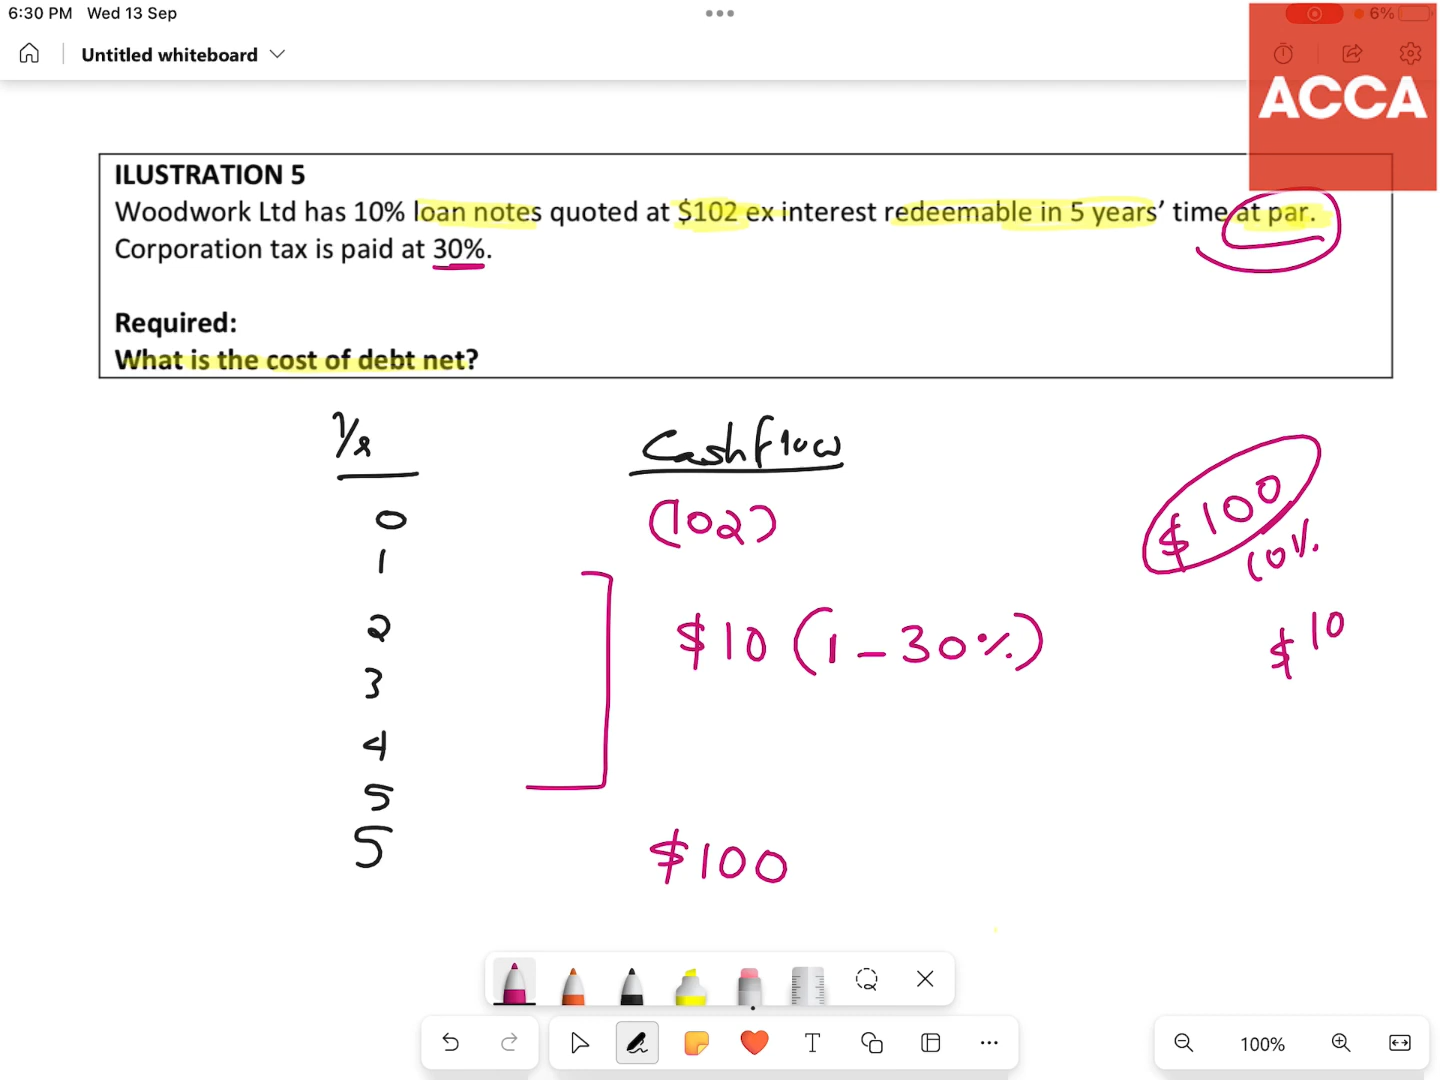 6:30 PM Wed 13 Sep
6%
Untitled whiteboard
ACCA
ILUSTRATION 5
Woodwork Ltd has 10% loan notes quoted at $102 ex interest redeemable in 5 years’ time at par.
Corporation tax is paid at 30%.
Required:
What is the cost of debt net?
Cashflow
0 (102)
1
2 $10 (1 - 30%)
3
4
5
5 $100
$100
10%
$10
T
100%